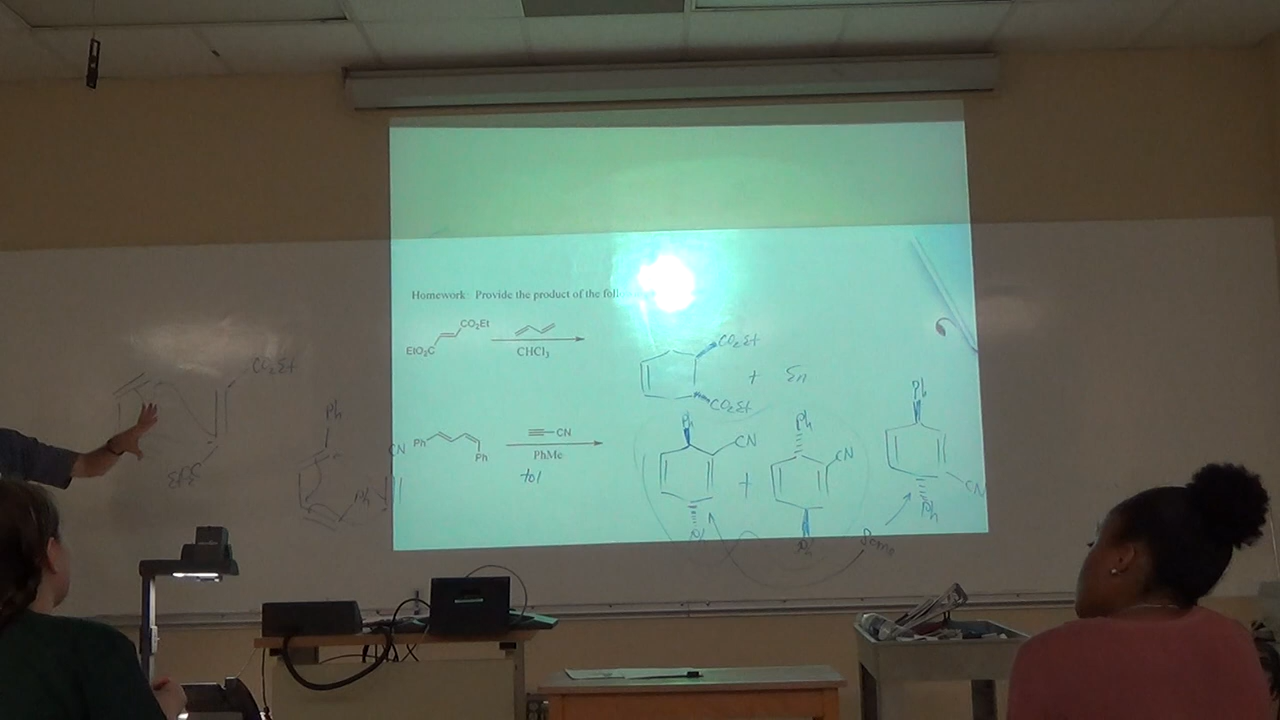 Homework: Provide the product of the foll
CO₂Et
EtO₂C
CHCl₃
CO₂Et
CO₂Et
+ En
CO₂Et
Ph
CN
Ph
Ph
CN
PhMe
tol
Ph
CN
Ph
+
Ph
CN
Ph
Ph
CN
Ph
Same